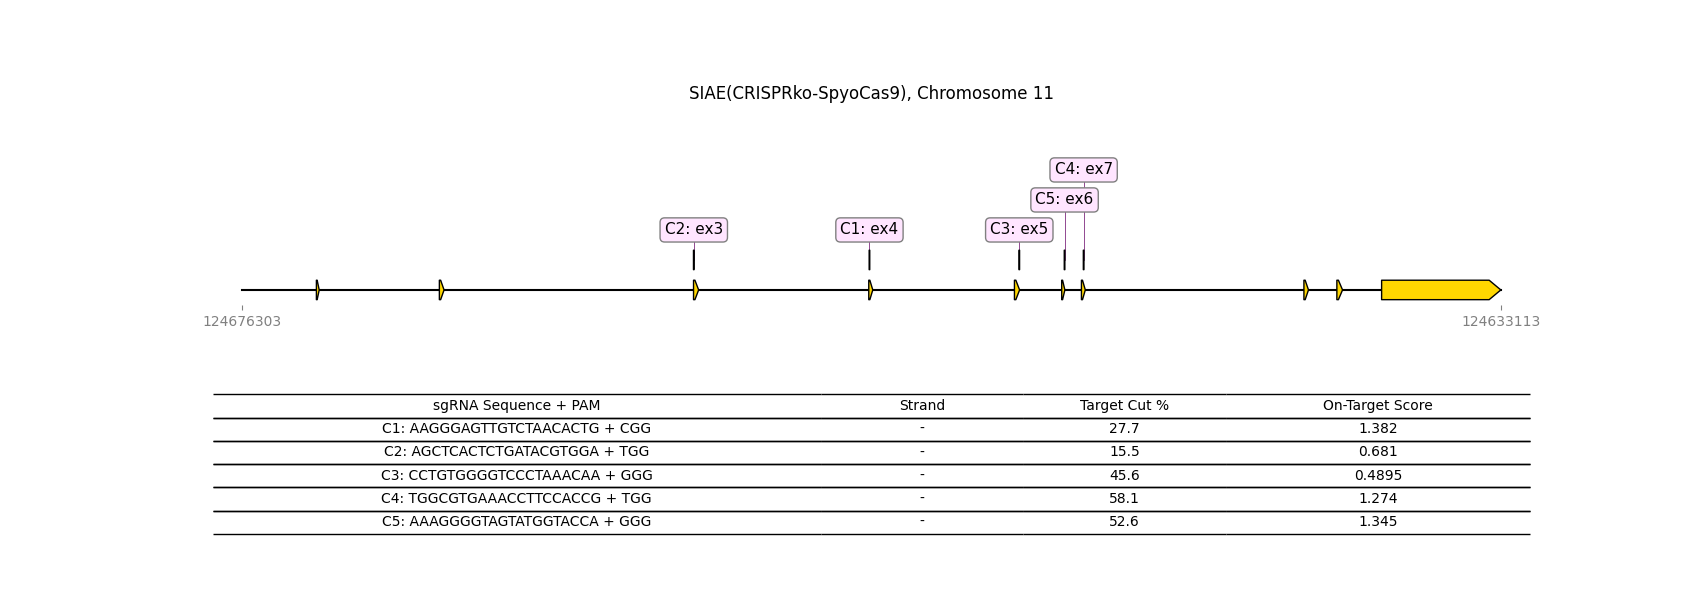 SIAE(CRISPRko-SpyoCas9), Chromosome 11
C4: ex7
C5: ex6
C2: ex3 C1: ex4 C3: ex5
124676303 124633113
sgRNA Sequence + PAM Strand Target Cut % On-Target Score
C1: AAGGGAGTTGTCTAACACTG + CGG - 27.7 1.382
C2: AGCTCACTCTGATACGTGGA + TGG - 15.5 0.681
C3: CCTGTGGGGTCCCTAAACAA + GGG - 45.6 0.4895
C4: TGGCGTGAAACCTTCCACCG + TGG - 58.1 1.274
C5: AAAGGGGTAGTATGGTACCA + GGG - 52.6 1.345